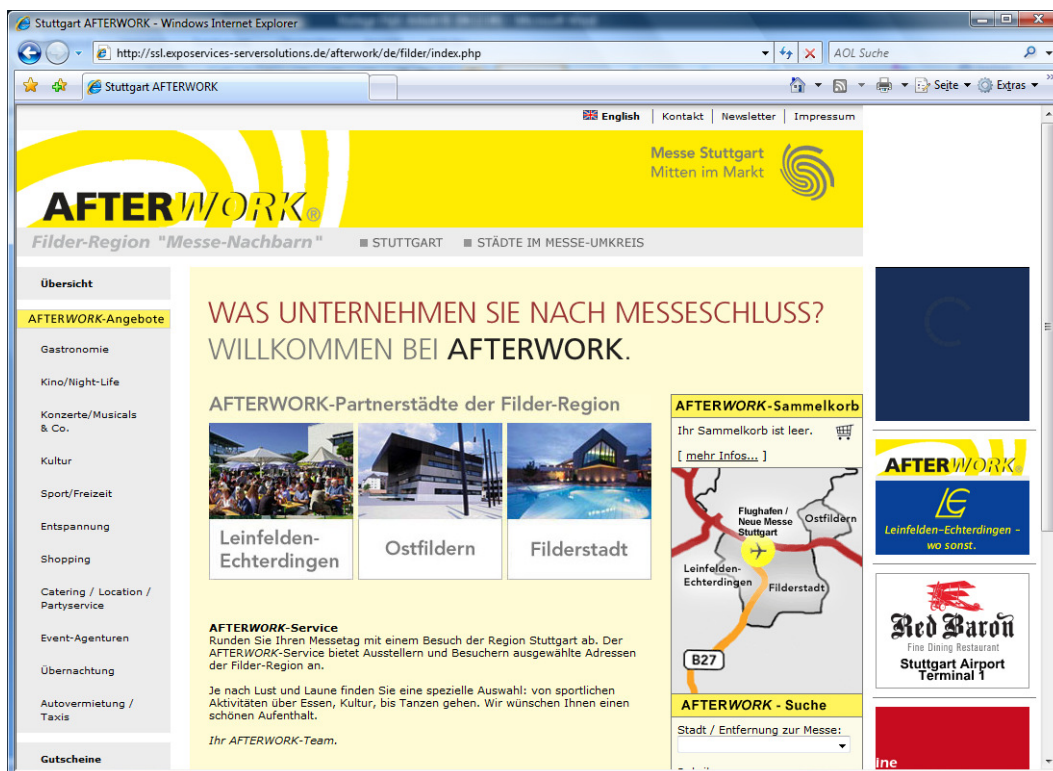 Stuttgart AFTERWORK - Windows Internet Explorer
http://ssl.exposervices-serversolutions.de/afterwork/de/filder/index.php
AOL Suche
Stuttgart AFTERWORK
Seite
Extras
English | Kontakt | Newsletter | Impressum
Messe Stuttgart
Mitten im Markt
AFTERWORK®
Filder-Region "Messe-Nachbarn"
STUTTGART
STÄDTE IM MESSE-UMKREIS
Übersicht
AFTERWORK-Angebote
Gastronomie
Kino/Night-Life
Konzerte/Musicals
& Co.
Kultur
Sport/Freizeit
Entspannung
Shopping
Catering / Location /
Partyservice
Event-Agenturen
Übernachtung
Autovermietung /
Taxis
Gutscheine
WAS UNTERNEHMEN SIE NACH MESSESCHLUSS?
WILLKOMMEN BEI AFTERWORK.
AFTERWORK-Partnerstädte der Filder-Region
Leinfelden-
Echterdingen
Ostfildern
Filderstadt
AFTERWORK-Service
Runden Sie Ihren Messetag mit einem Besuch der Region Stuttgart ab. Der
AFTERWORK-Service bietet Ausstellern und Besuchern ausgewählte Adressen
der Filder-Region an.
Je nach Lust und Laune finden Sie eine spezielle Auswahl: von sportlichen
Aktivitäten über Essen, Kultur, bis Tanzen gehen. Wir wünschen Ihnen einen
schönen Aufenthalt.
Ihr AFTERWORK-Team.
AFTERWORK-Sammelkorb
Ihr Sammelkorb ist leer.
[ mehr Infos... ]
Flughafen /
Neue Messe
Stuttgart
Ostfildern
Leinfelden-
Echterdingen
Filderstadt
B27
AFTERWORK - Suche
Stadt / Entfernung zur Messe:
AFTERWORK®
LE
Leinfelden-Echterdingen -
wo sonst.
Red Baron
Fine Dining Restaurant
Stuttgart Airport
Terminal 1
ine